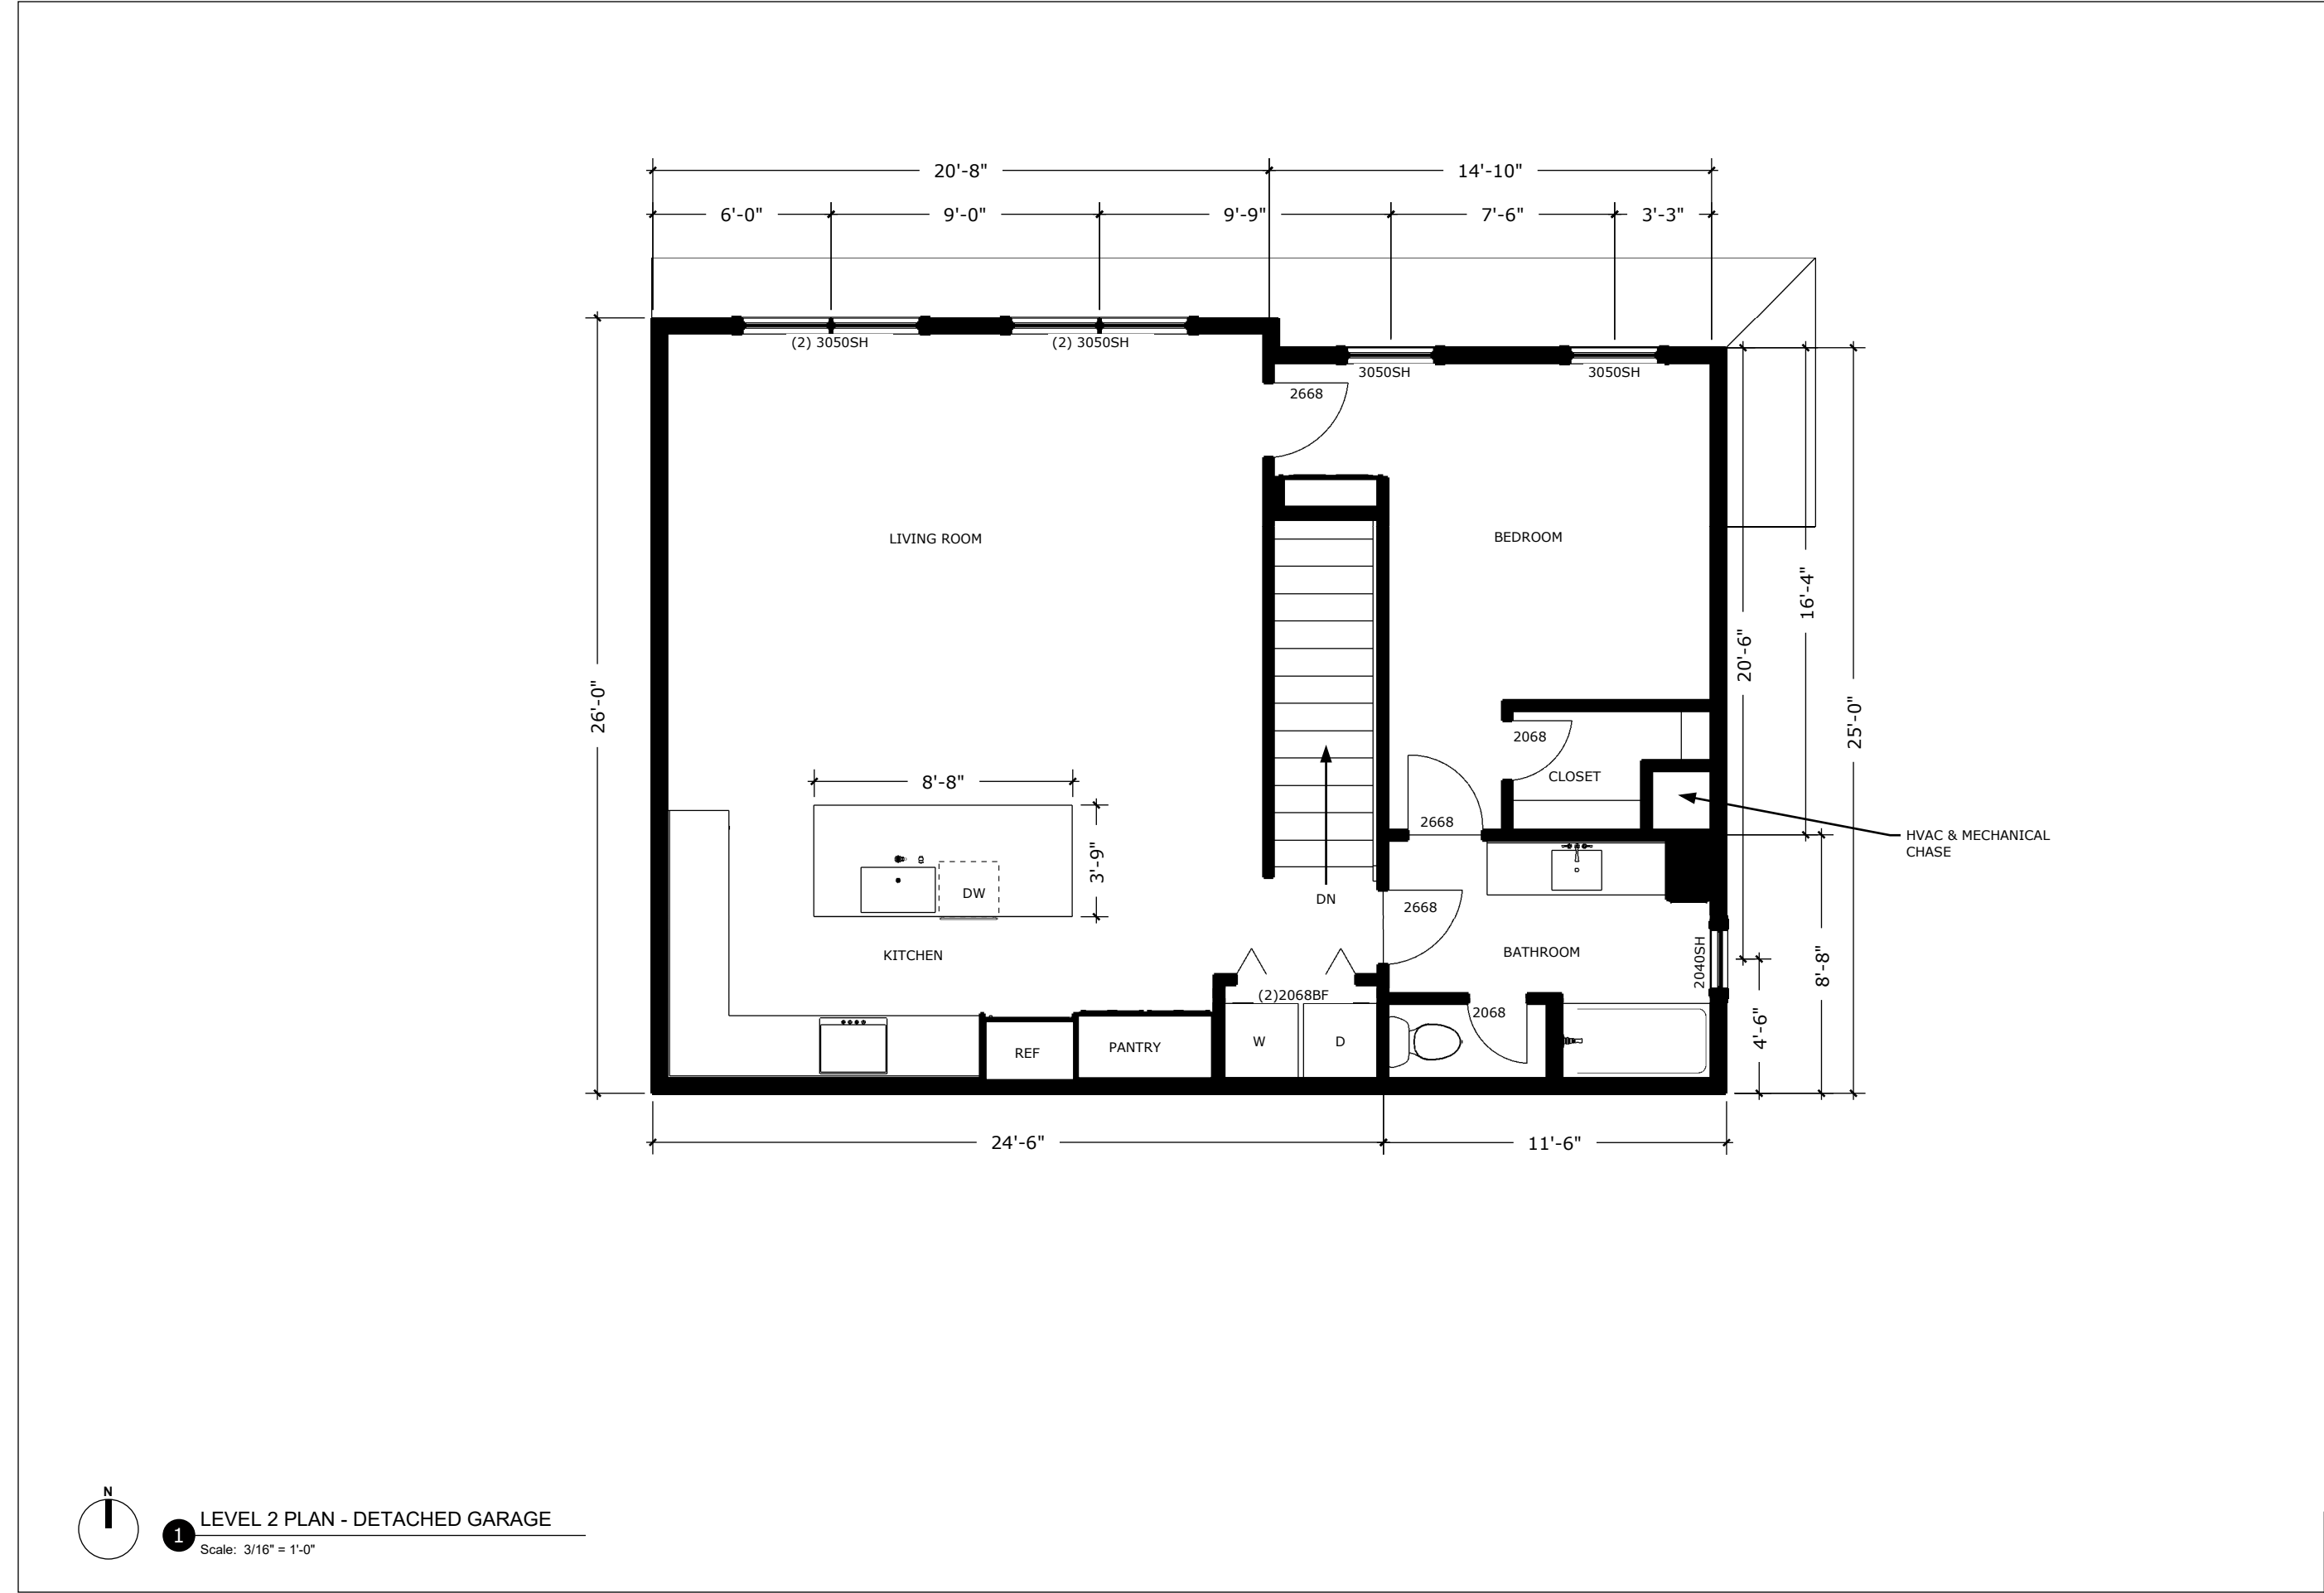 20'-8"
14'-10"
6'-0"
9'-0"
9'-9"
7'-6"
3'-3"
(2) 3050SH
(2) 3050SH
3050SH
3050SH
2668
LIVING ROOM
BEDROOM
16'-4"
20'-6"
26'-0"
25'-0"
2068
CLOSET
8'-8"
2668
HVAC & MECHANICAL
CHASE
3'-9"
DW
DN
2668
KITCHEN
BATHROOM
2040SH
8'-8"
(2)2068BF
2068
4'-6"
REF
PANTRY
W
D
24'-6"
11'-6"
N
1
LEVEL 2 PLAN - DETACHED GARAGE
Scale: 3/16" = 1'-0"